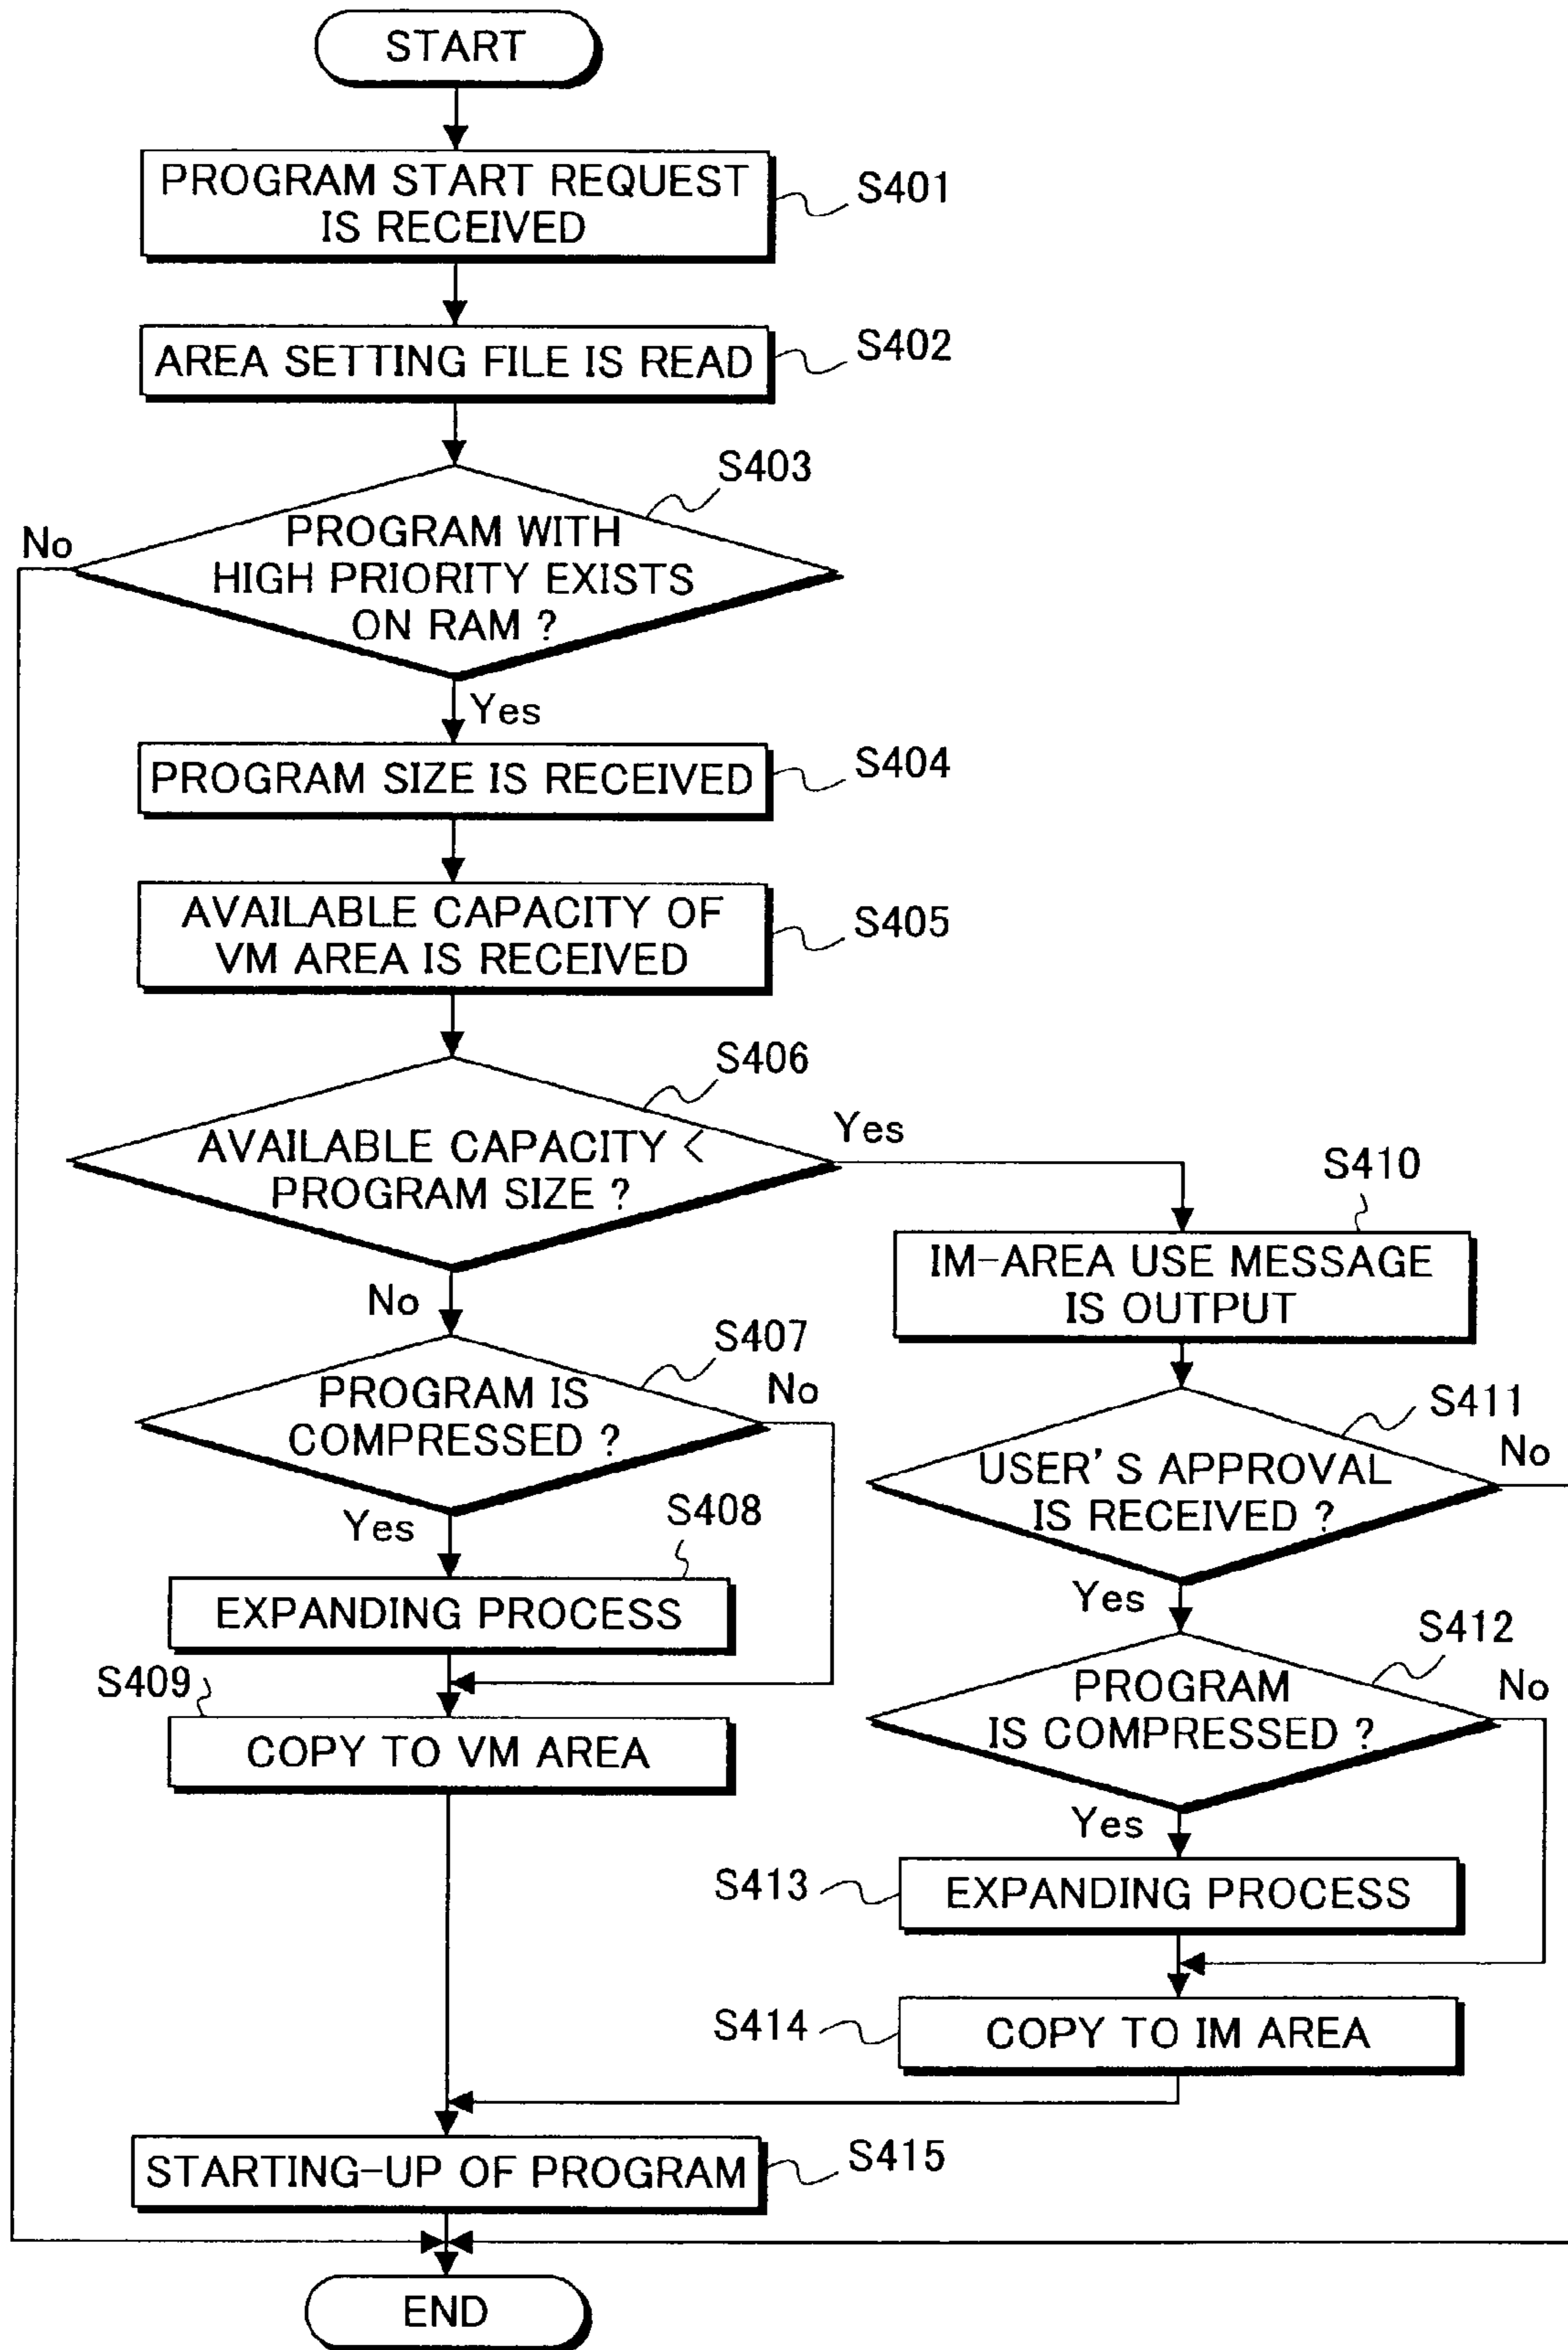 START
PROGRAM START REQUEST
IS RECEIVED
S401
AREA SETTING FILE IS READ
S402
S403
PROGRAM WITH
HIGH PRIORITY EXISTS
ON RAM ?
No
Yes
PROGRAM SIZE IS RECEIVED
S404
AVAILABLE CAPACITY OF
VM AREA IS RECEIVED
S405
S406
AVAILABLE CAPACITY <
PROGRAM SIZE ?
Yes
No
S407
PROGRAM IS
COMPRESSED ?
No
Yes
S408
EXPANDING PROCESS
S409
COPY TO VM AREA
S410
IM-AREA USE MESSAGE
IS OUTPUT
S411
USER'S APPROVAL
IS RECEIVED ?
No
Yes
S412
PROGRAM
IS COMPRESSED ?
No
Yes
S413
EXPANDING PROCESS
S414
COPY TO IM AREA
STARTING-UP OF PROGRAM
S415
END